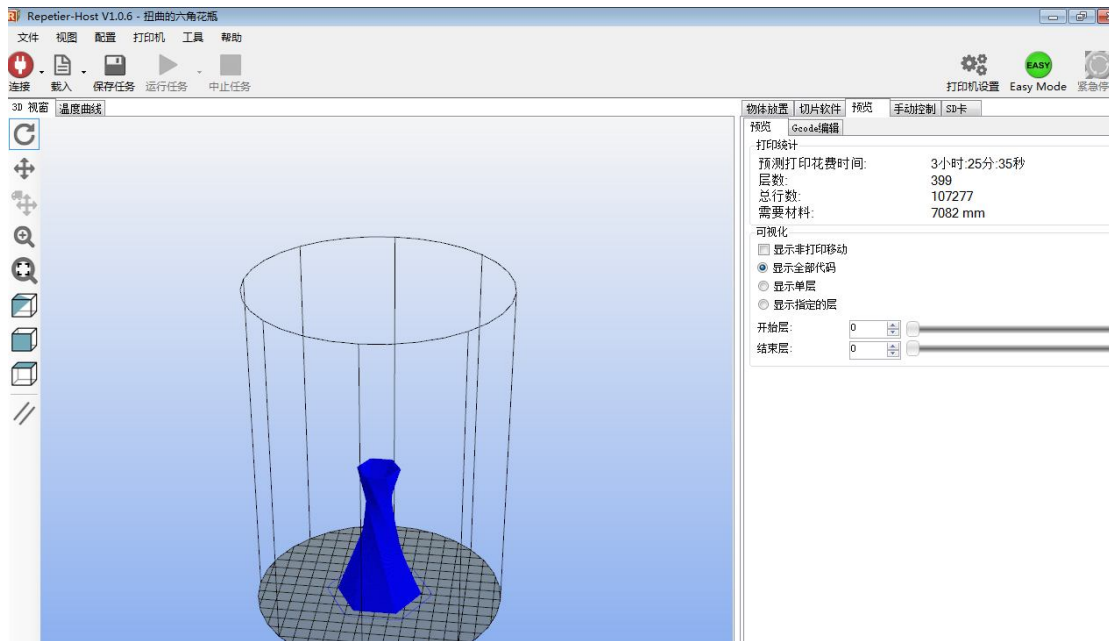 Repetier-Host V1.0.6 - 扭曲的六角花瓶
文件 视图 配置 打印机 工具 帮助
EASY
连接 载入 保存任务 运行任务 中止任务 打印机设置 Easy Mode 紧急停
3D 视窗 温度曲线 物体放置 切片软件 预览 手动控制 SD卡
预览 Gcode编辑
打印统计
预测打印花费时间: 3小时:25分:35秒
层数: 399
总行数: 107277
需要材料: 7082 mm
可视化
显示非打印移动
显示全部代码
显示单层
显示指定的层
开始层: 0
结束层: 0